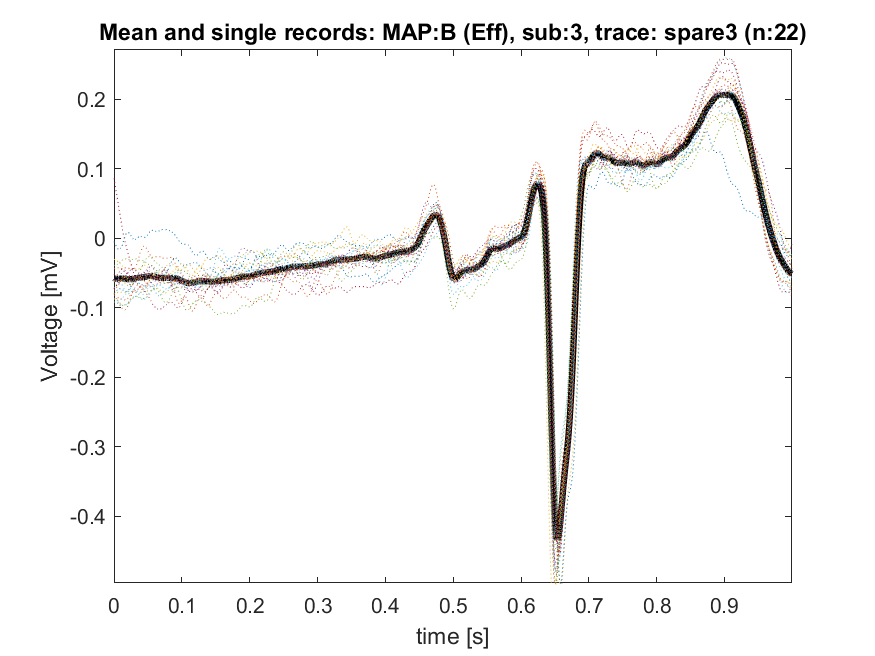 Mean and single records: MAP:B (Eff), sub:3, trace: spare3 (n:22)
0.2
0.1
0
-0.1
-0.2
-0.3
-0.4
Voltage [mV]
0 0.1 0.2 0.3 0.4 0.5 0.6 0.7 0.8 0.9
time [s]